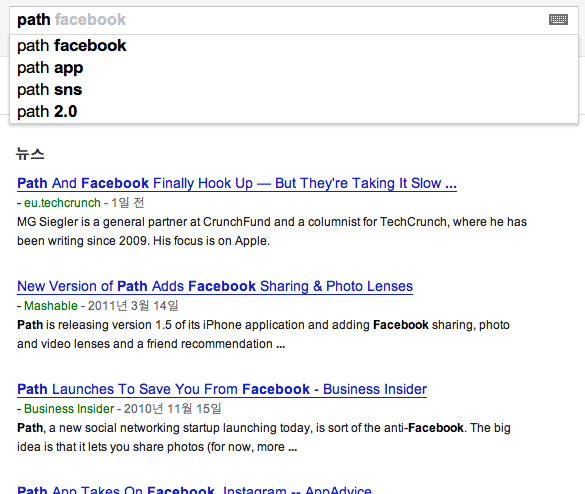 path facebook
path facebook
path app
path sns
path 2.0
뉴스
Path And Facebook Finally Hook Up — But They're Taking It Slow ...
- eu.techcrunch - 1일 전
MG Siegler is a general partner at CrunchFund and a columnist for TechCrunch, where he has
been writing since 2009. His focus is on Apple.
New Version of Path Adds Facebook Sharing & Photo Lenses
- Mashable - 2011년 3월 14일
Path is releasing version 1.5 of its iPhone application and adding Facebook sharing, photo
and video lenses and a friend recommendation ...
Path Launches To Save You From Facebook - Business Insider
- Business Insider - 2010년 11월 15일
Path, a new social networking startup launching today, is sort of the anti-Facebook. The big
idea is that it lets you share photos (for now, more ...
Path App Takes On Facebook, Instagram -- AppAdvice